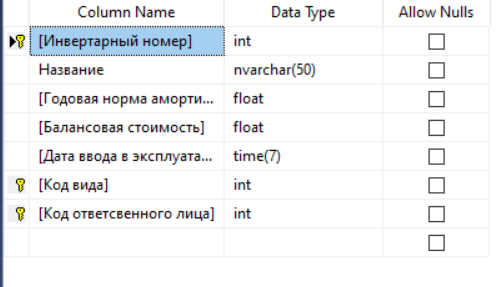 Column Name Data Type Allow Nulls
[Инвертарный номер] int
Название nvarchar(50)
[Годовая норма аморти... float
[Балансовая стоимость] float
[Дата ввода в эксплуата... time(7)
[Код вида] int
[Код ответсвенного лица] int